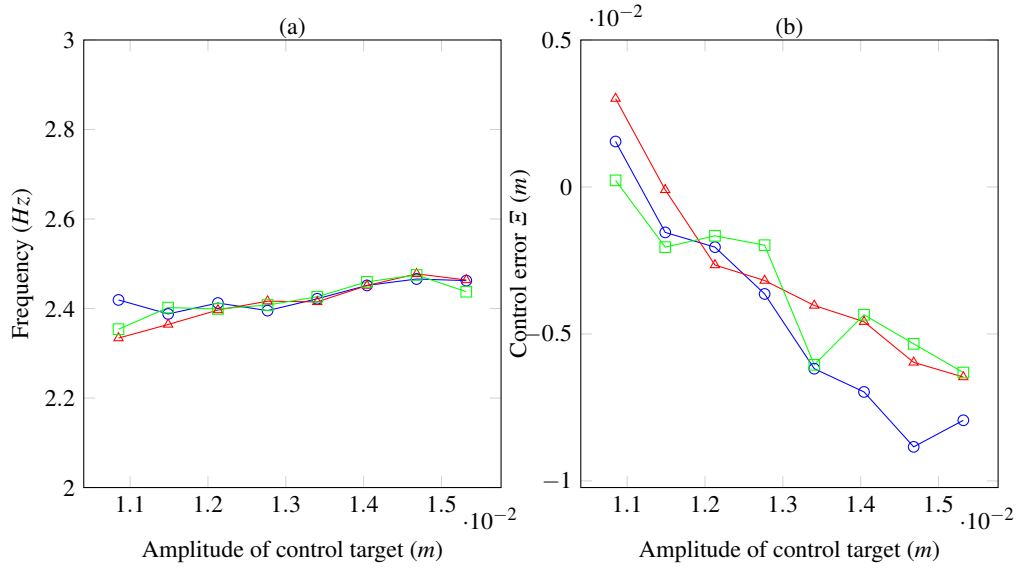 (a)
3
2.8
2.6
2.4
2.2
2
Frequency (Hz)
1.1 1.2 1.3 1.4 1.5
·10⁻²
Amplitude of control target (m)
(b)
·10⁻²
0.5
0
−0.5
−1
Control error Ξ (m)
1.1 1.2 1.3 1.4 1.5
·10⁻²
Amplitude of control target (m)